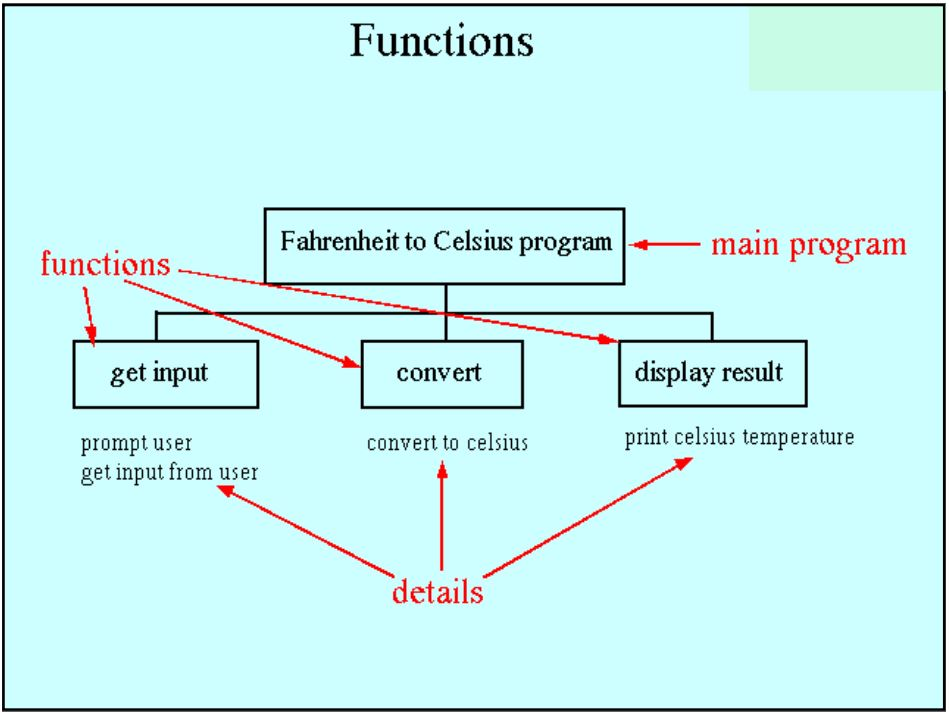 Functions
Fahrenheit to Celsius program
main program
functions
get input
convert
display result
prompt user
get input from user
convert to celsius
print celsius temperature
details